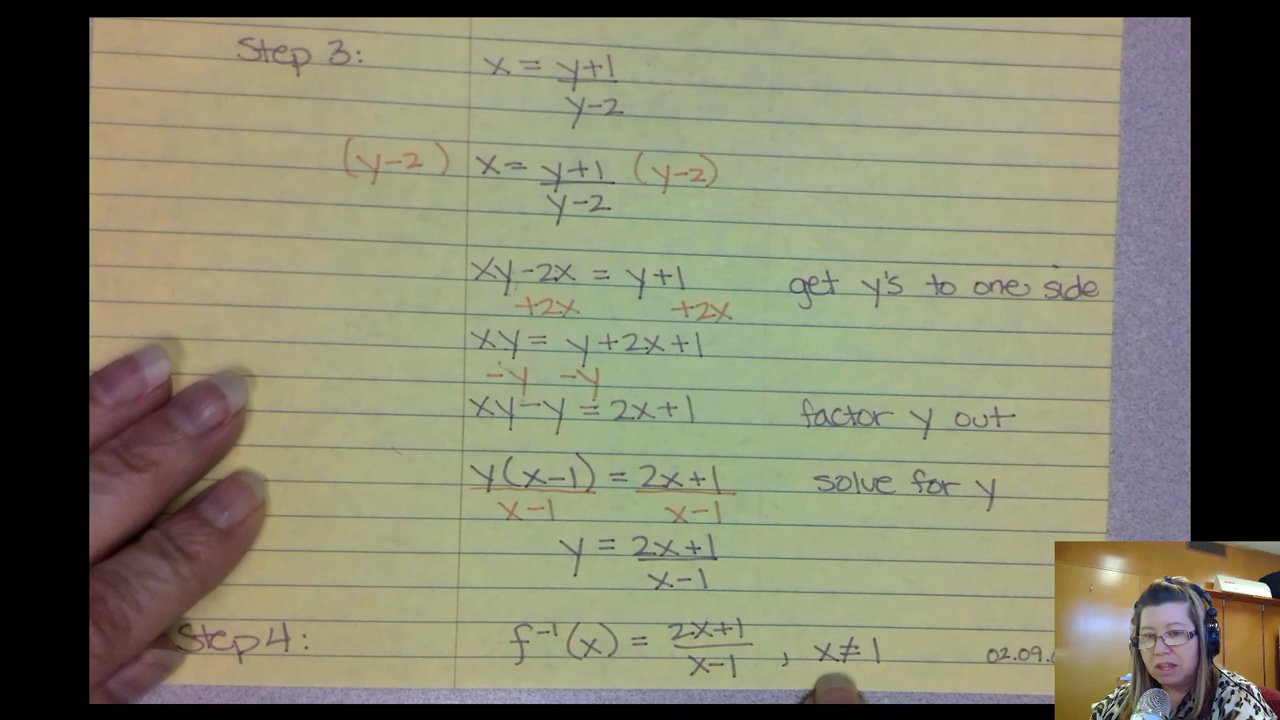 Step 3: x = y+1
y-2
(y-2) x = y+1 (y-2)
y-2
xy-2x = y+1 get y's to one side
+2x +2x
xy = y+2x+1
-y -y
xy-y = 2x+1 factor y out
y(x-1) = 2x+1 solve for y
x-1 x-1
y = 2x+1
x-1
Step 4: f⁻¹(x) = 2x+1 , x≠1
x-1
02.09.